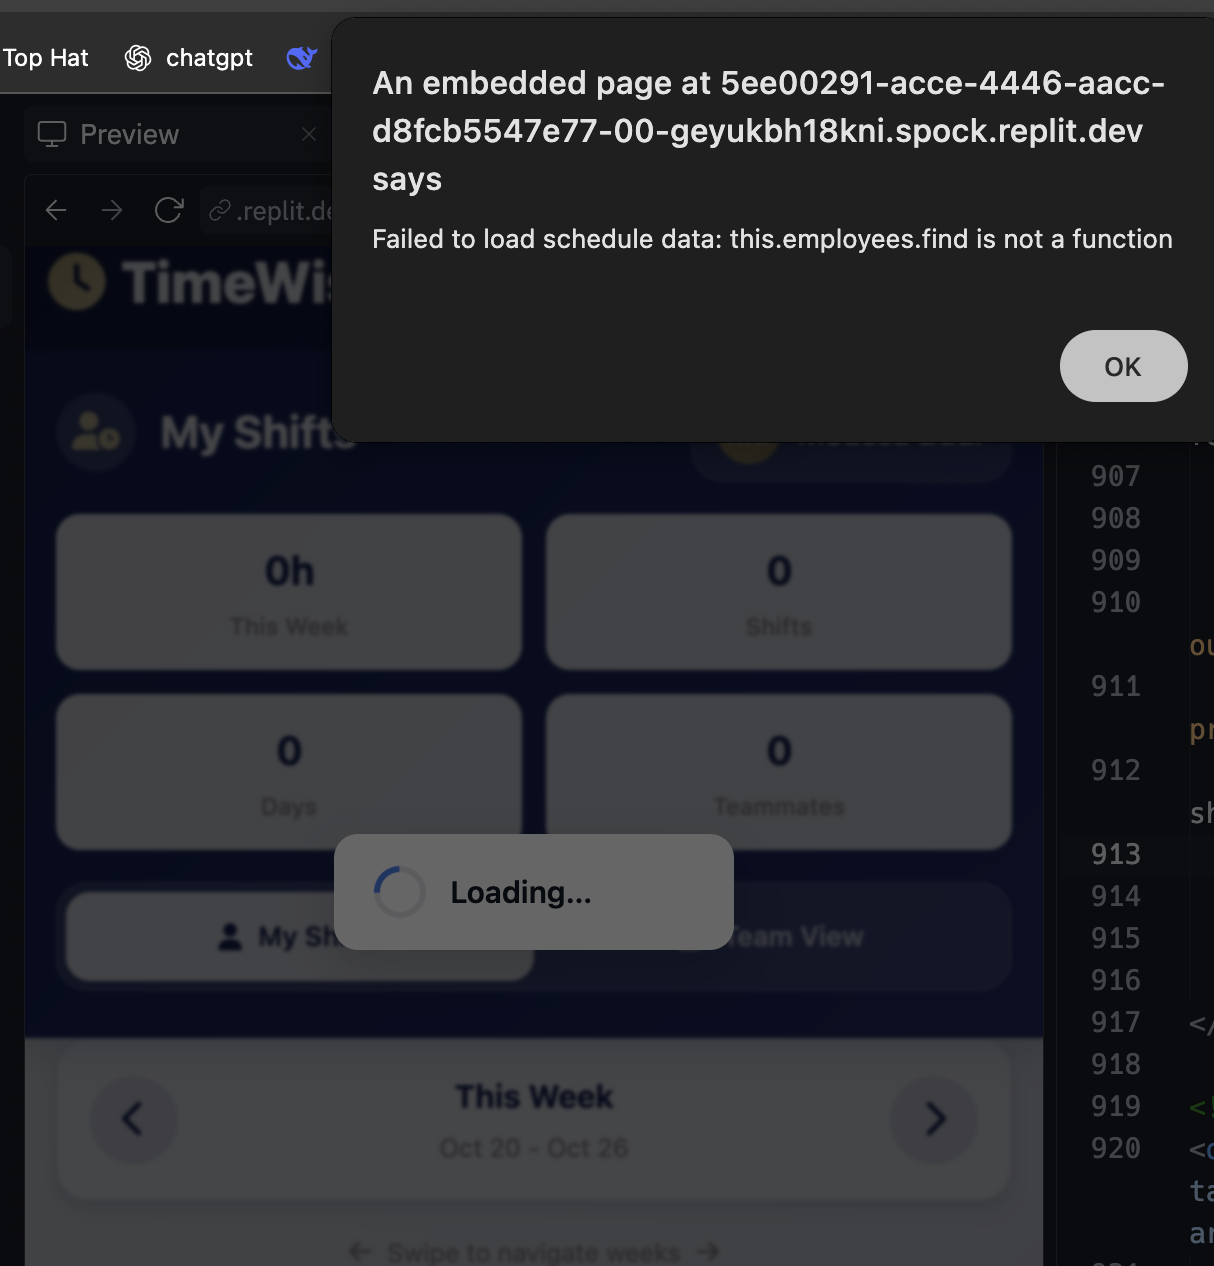 Top Hat
chatgpt
An embedded page at 5ee00291-acce-4446-aacc-
d8fcb5547e77-00-geyukbh18kni.spock.replit.dev
says
Failed to load schedule data: this.employees.find is not a function
OK
Preview
.replit.de
TimeWis
My Shifts
0h
This Week
0
Shifts
0
Days
0
Teammates
Loading...
My Sh
Team View
This Week
Oct 20 - Oct 26
← Swipe to navigate weeks →
907
908
909
910
ou
911
pr
912
sh
913
914
915
916
917 </
918
919 <!
920 <d
ta
ar